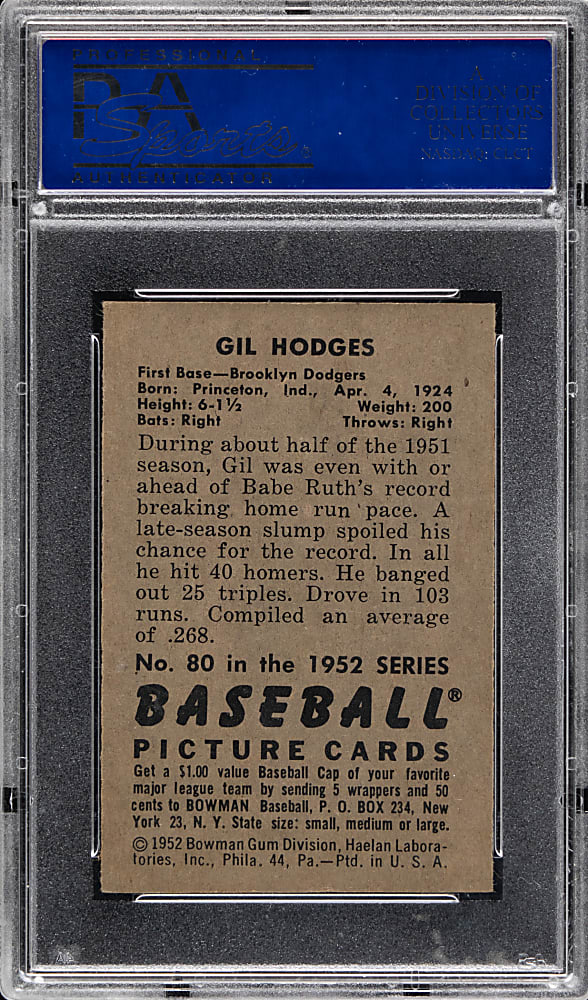 PROFESSIONAL
PSA
Sports
AUTHENTICATOR
A
DIVISION OF
COLLECTORS
UNIVERSE
NASDAQ: CLCT
GIL HODGES
First Base—Brooklyn Dodgers
Born: Princeton, Ind., Apr. 4, 1924
Height: 6-1½ Weight: 200
Bats: Right Throws: Right
During about half of the 1951
season, Gil was even with or
ahead of Babe Ruth's record
breaking home run pace. A
late-season slump spoiled his
chance for the record. In all
he hit 40 homers. He banged
out 25 triples. Drove in 103
runs. Compiled an average
of .268.
No. 80 in the 1952 SERIES
BASEBALL®
PICTURE CARDS
Get a $1.00 value Baseball Cap of your favorite
major league team by sending 5 wrappers and 50
cents to BOWMAN Baseball, P. O. BOX 234, New
York 23, N. Y. State size: small, medium or large.
©1952 Bowman Gum Division, Haelan Labora-
tories, Inc., Phila. 44, Pa.—Ptd. in U. S. A.